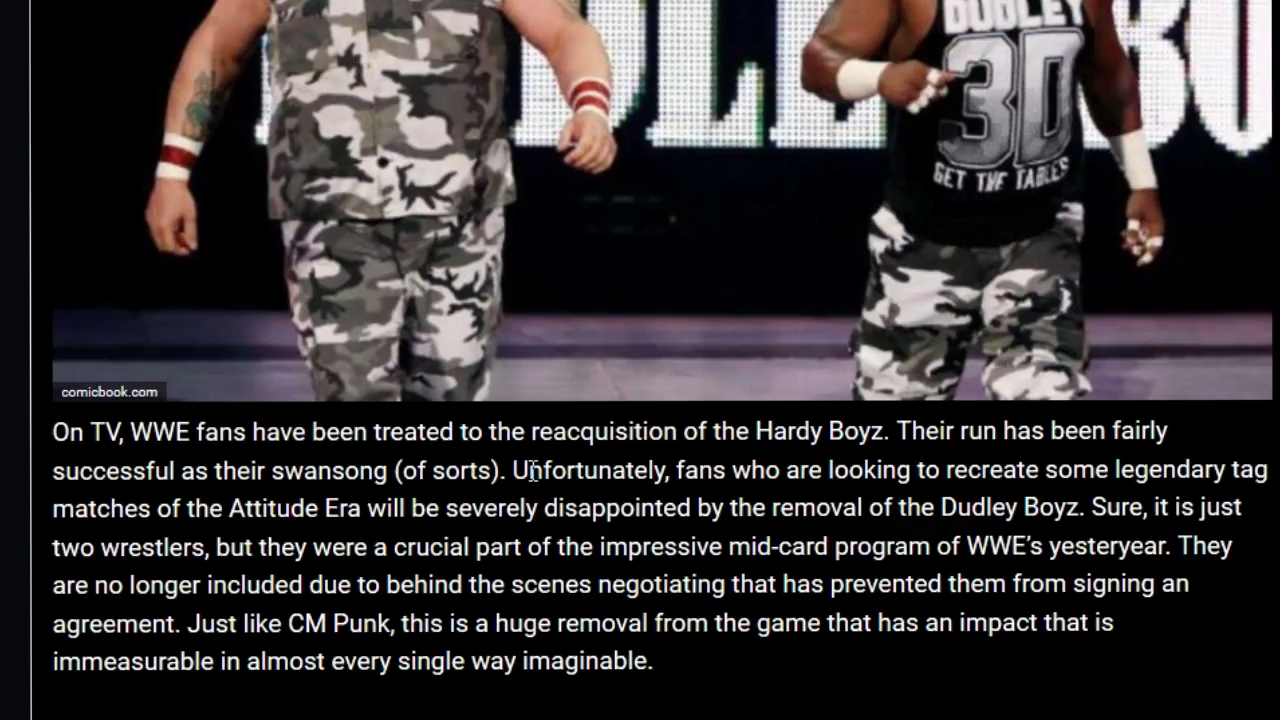 DUDLEY
3D
GET THE TABLES
comicbook.com
On TV, WWE fans have been treated to the reacquisition of the Hardy Boyz. Their run has been fairly
successful as their swansong (of sorts). Unfortunately, fans who are looking to recreate some legendary tag
matches of the Attitude Era will be severely disappointed by the removal of the Dudley Boyz. Sure, it is just
two wrestlers, but they were a crucial part of the impressive mid-card program of WWE’s yesteryear. They
are no longer included due to behind the scenes negotiating that has prevented them from signing an
agreement. Just like CM Punk, this is a huge removal from the game that has an impact that is
immeasurable in almost every single way imaginable.